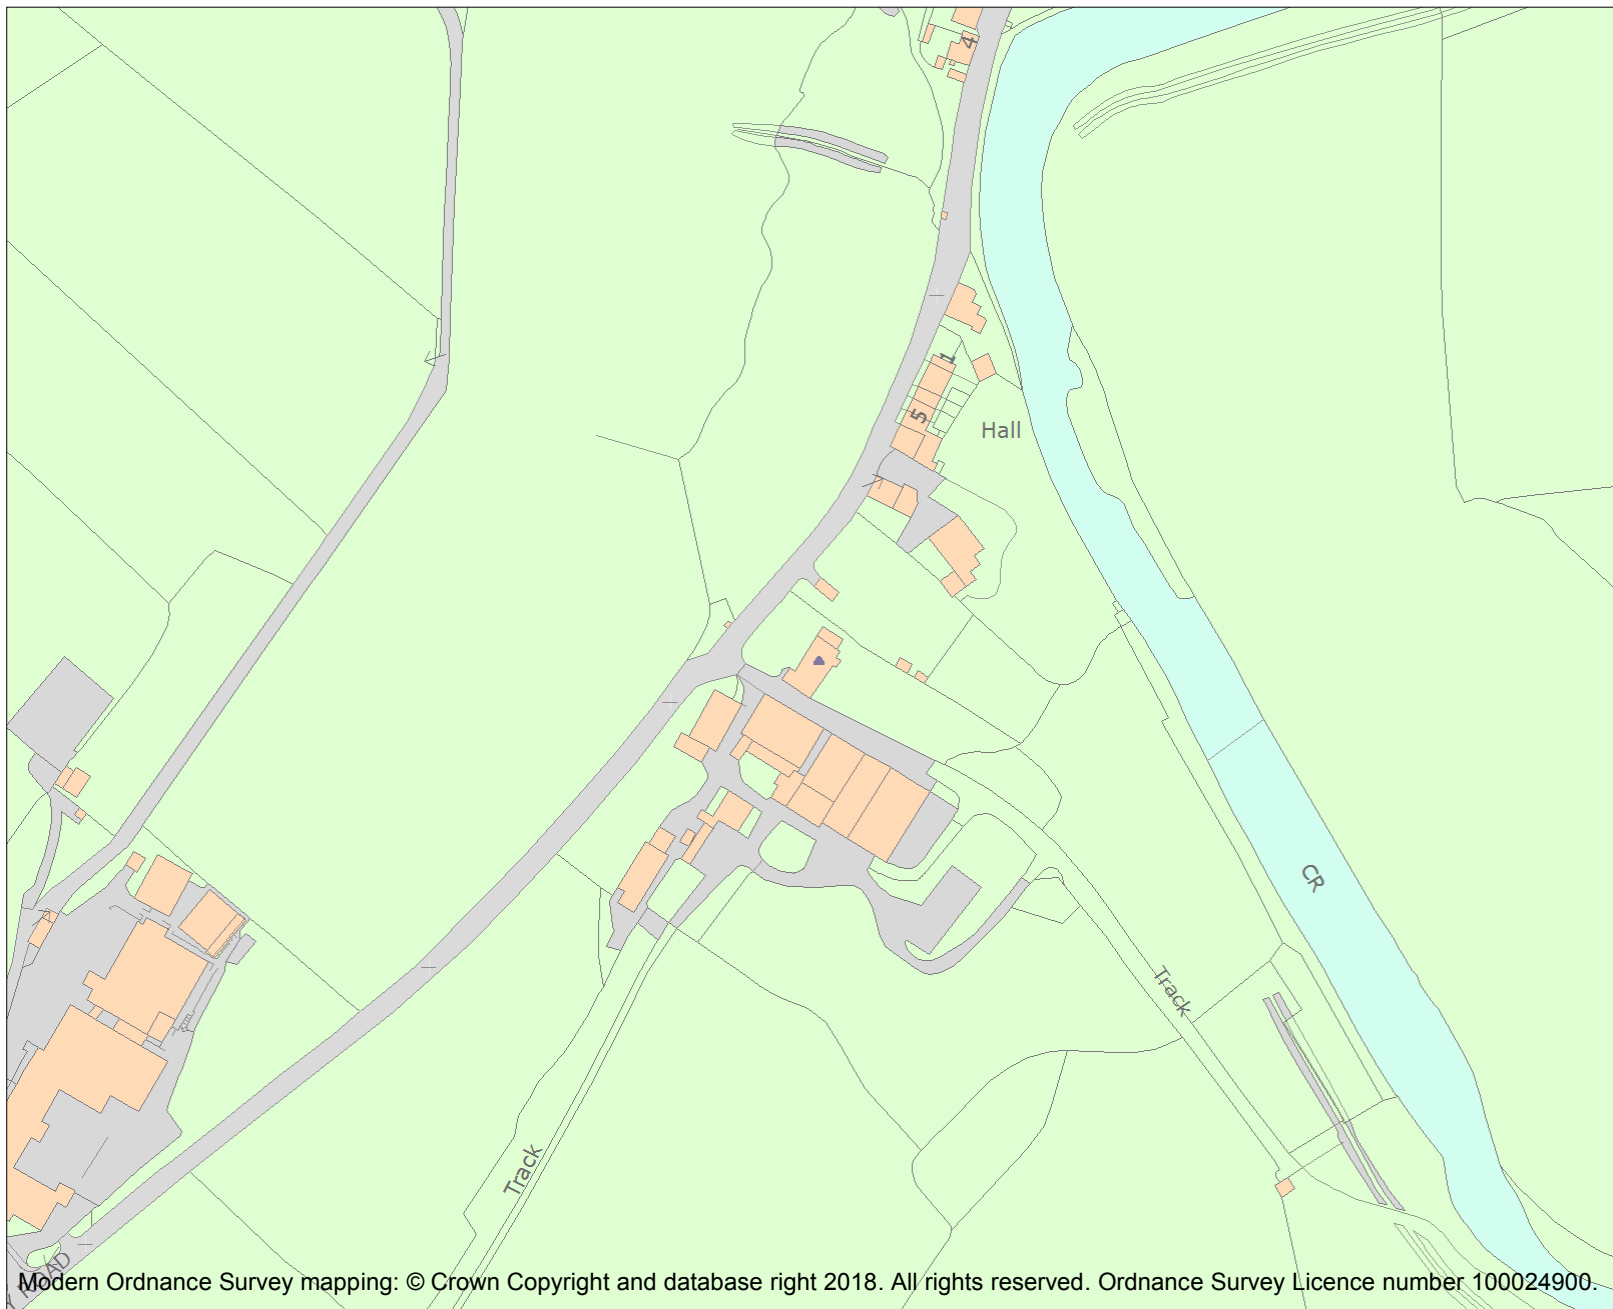 4
1
5
Hall
CR
Track
Track
ROAD
Modern Ordnance Survey mapping: © Crown Copyright and database right 2018. All rights reserved. Ordnance Survey Licence number 100024900.